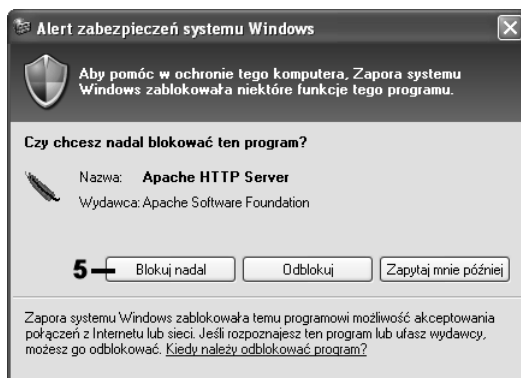 Alert zabezpieczeń systemu Windows
Aby pomóc w ochronie tego komputera, Zapora systemu
Windows zablokowała niektóre funkcje tego programu.
Czy chcesz nadal blokować ten program?
Nazwa: Apache HTTP Server
Wydawca: Apache Software Foundation
5 Blokuj nadal Odblokuj Zapytaj mnie później
Zapora systemu Windows zablokowała temu programowi możliwość akceptowania
połączeń z Internetu lub sieci. Jeśli rozpoznajesz ten program lub ufasz wydawcy,
możesz go odblokować. Kiedy należy odblokować program?